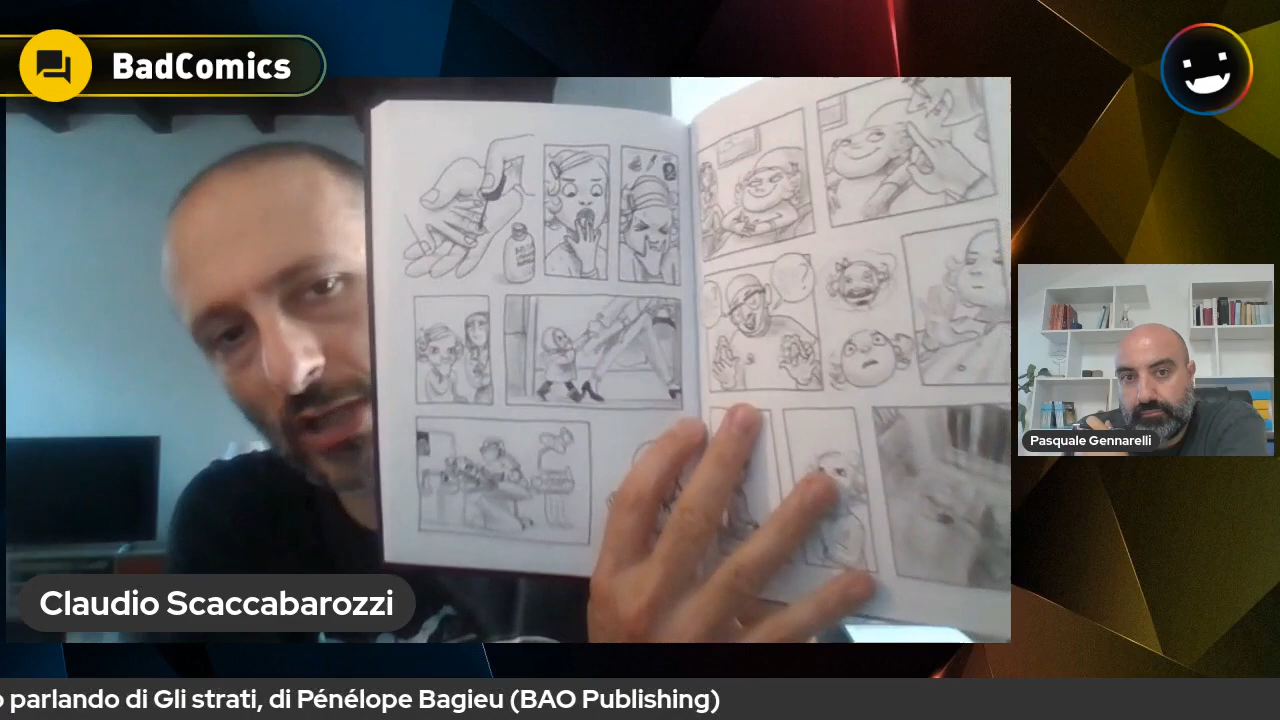 BadComics
Pasquale Gennarelli
Claudio Scaccabarozzi
o parlando di Gli strati, di Pénélope Bagieu (BAO Publishing)